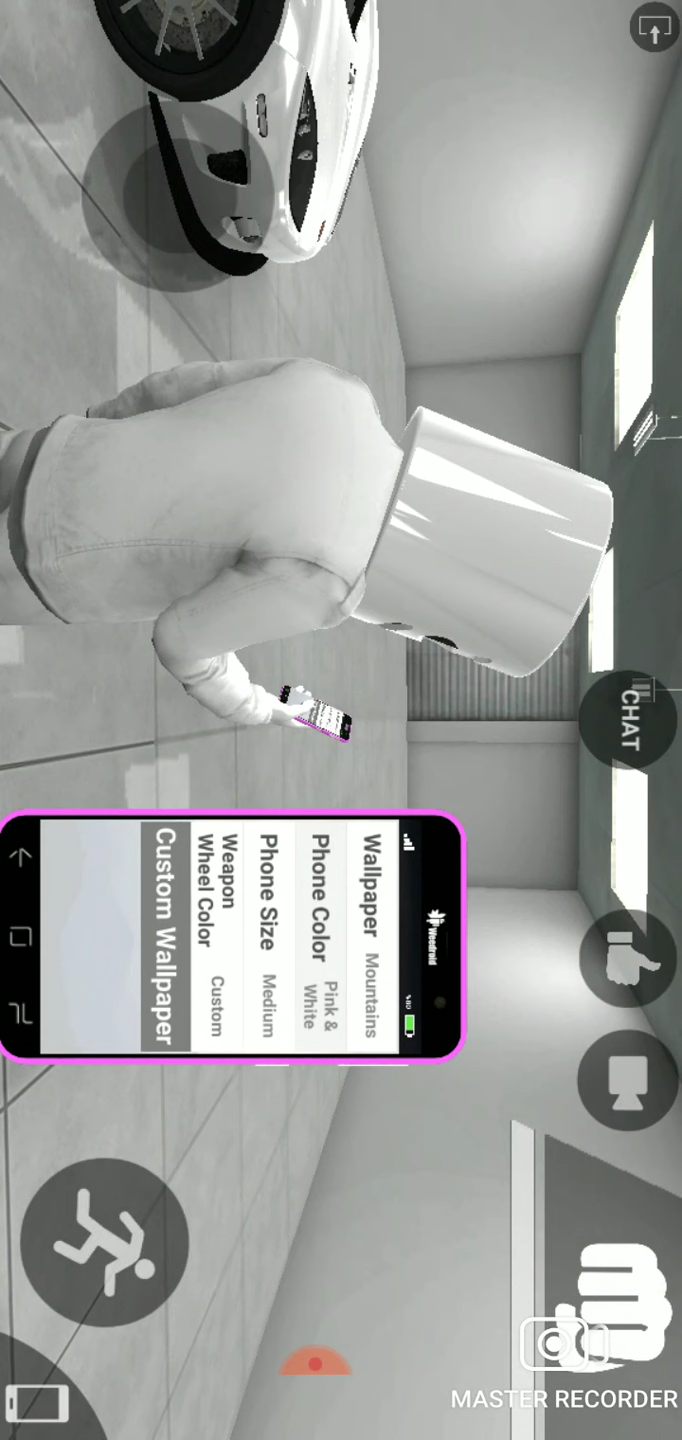 CHAT
Weedroid
%80
Wallpaper Mountains
Phone Color Pink &
White
Phone Size Medium
Weapon
Wheel Color Custom
Custom Wallpaper
MASTER RECORDER